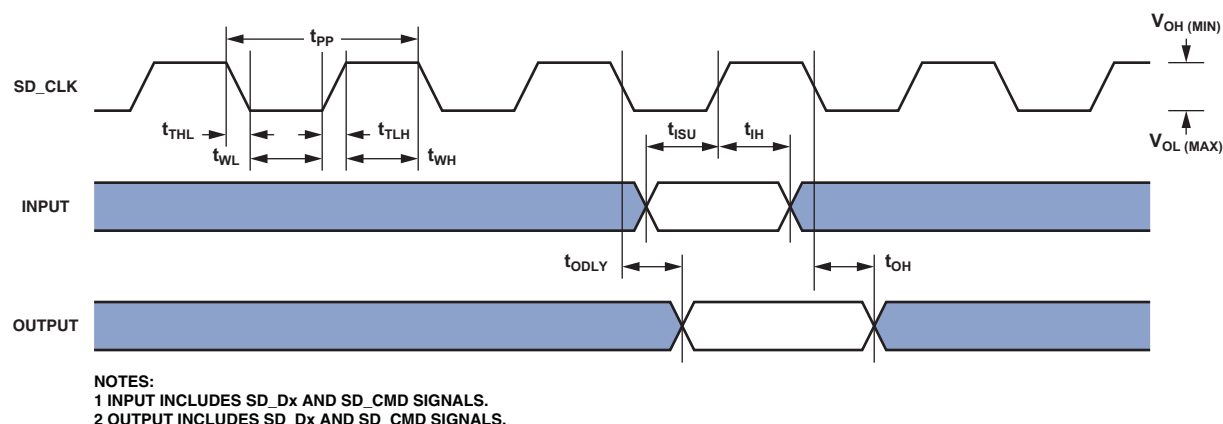 tPP
VOH (MIN)
SD_CLK
tTHL
tTLH
tISU
tIH
VOL (MAX)
tWL
tWH
INPUT
tODLY
tOH
OUTPUT
NOTES:
1 INPUT INCLUDES SD_Dx AND SD_CMD SIGNALS.
2 OUTPUT INCLUDES SD_Dx AND SD_CMD SIGNALS.